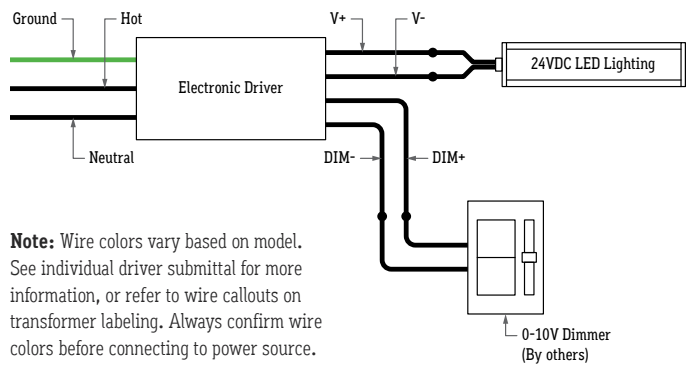 Ground
Hot
V+
V-
Electronic Driver
24VDC LED Lighting
Neutral
DIM-
DIM+
Note: Wire colors vary based on model.
See individual driver submittal for more
information, or refer to wire callouts on
transformer labeling. Always confirm wire
colors before connecting to power source.
0-10V Dimmer
(By others)